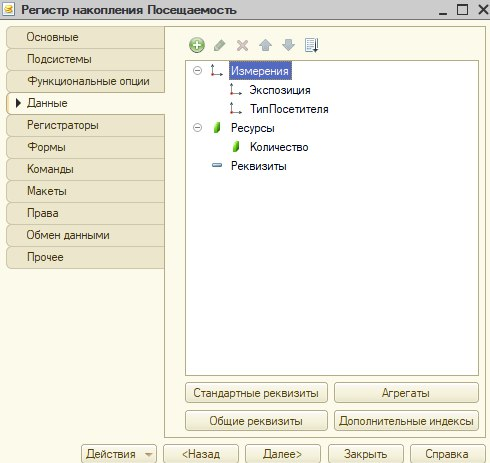 Регистр накопления Посещаемость
Основные
Подсистемы
Функциональные опции
Данные
Регистраторы
Формы
Команды
Макеты
Права
Обмен данными
Прочее
Измерения
Экспозиция
ТипПосетителя
Ресурсы
Количество
Реквизиты
Стандартные реквизиты
Агрегаты
Общие реквизиты
Дополнительные индексы
Действия
<Назад
Далее>
Закрыть
Справка